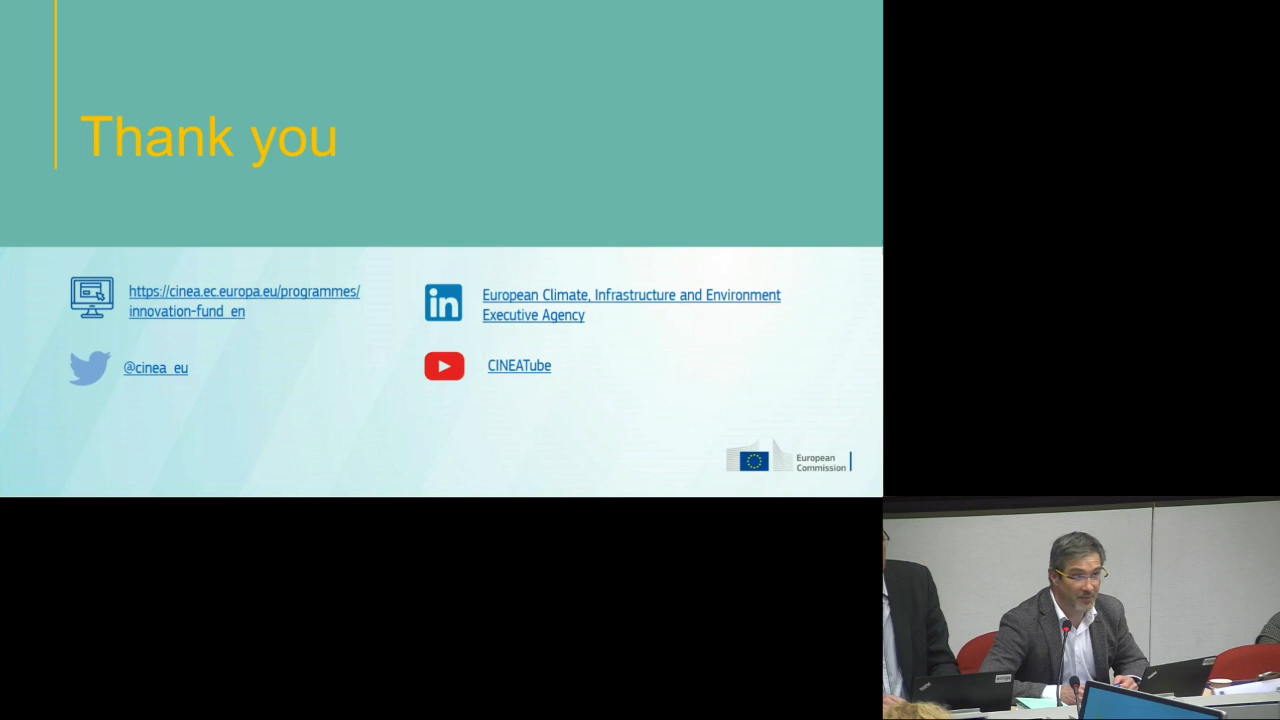 Thank you
https://cinea.ec.europa.eu/programmes/
innovation-fund_en
in
European Climate, Infrastructure and Environment
Executive Agency
@cinea_eu
CINEATube
European
Commission